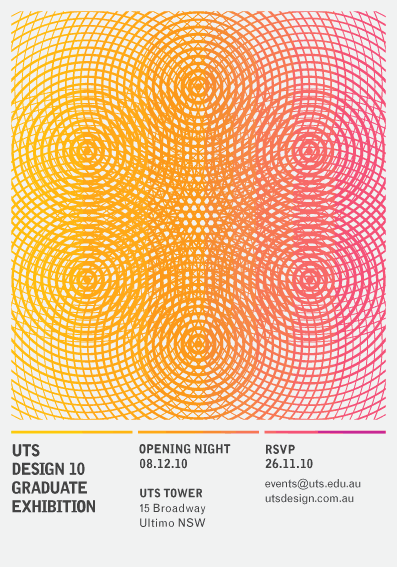 UTS
DESIGN 10
GRADUATE
EXHIBITION
OPENING NIGHT
08.12.10
UTS TOWER
15 Broadway
Ultimo NSW
RSVP
26.11.10
events@uts.edu.au
utsdesign.com.au